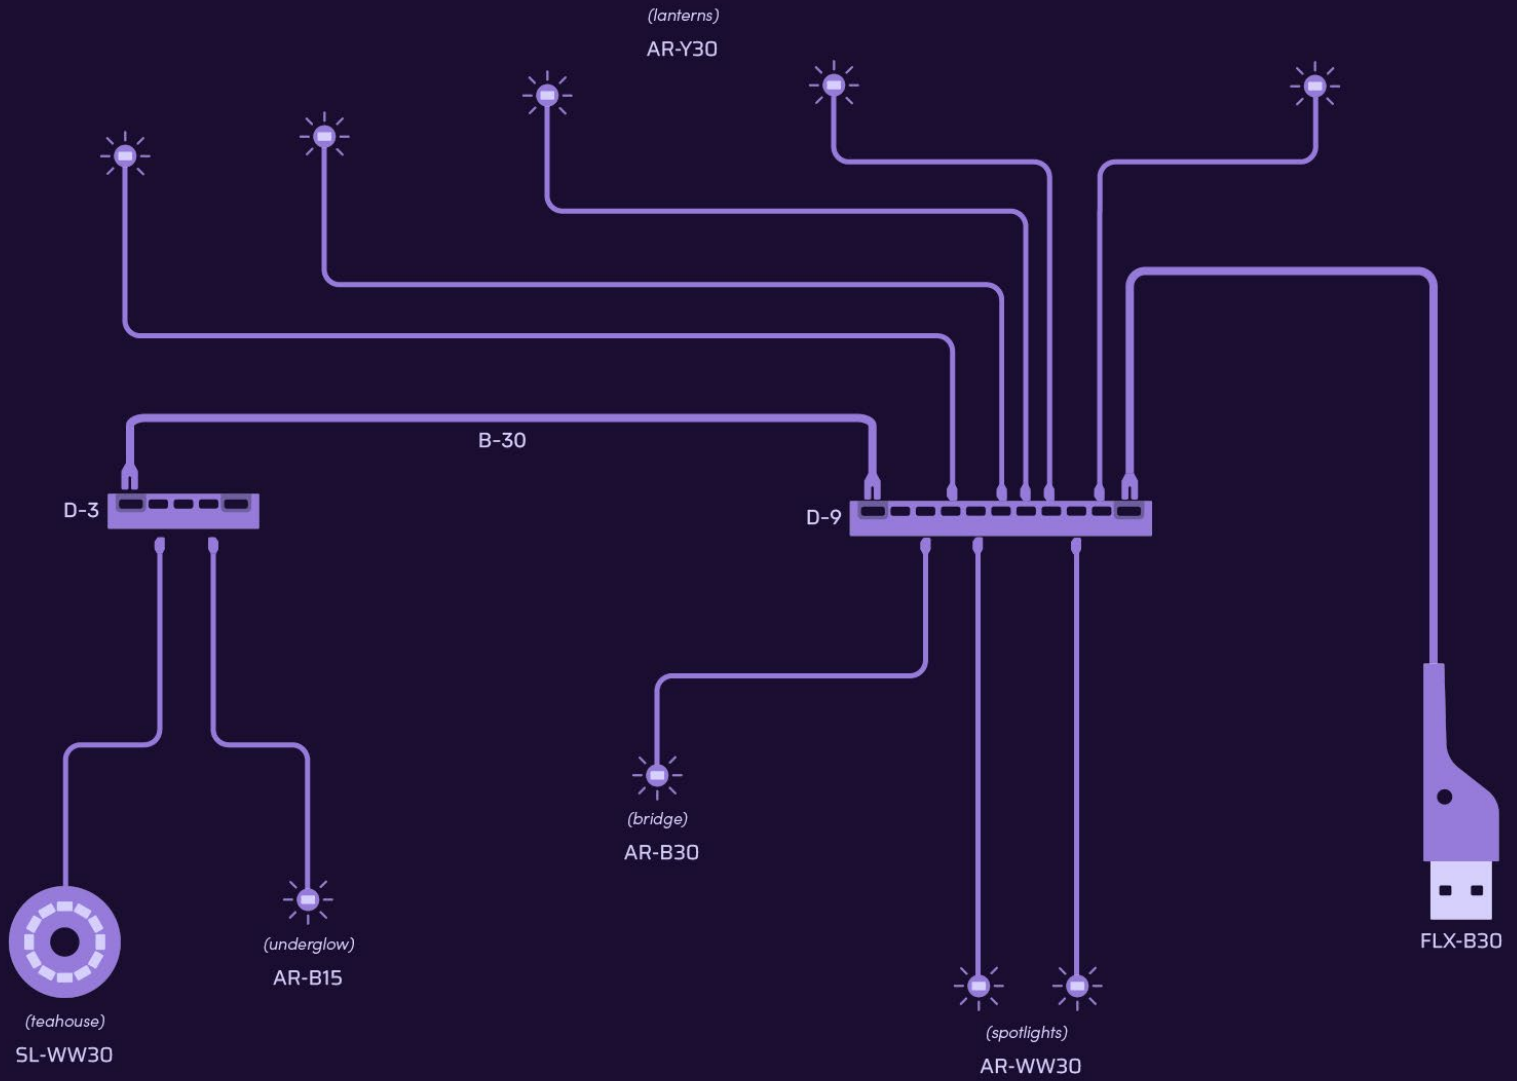 (lanterns)
AR-Y30
B-30
D-3
D-9
(bridge)
AR-B30
(underglow)
AR-B15
FLX-B30
(teahouse)
SL-WW30
(spotlights)
AR-WW30